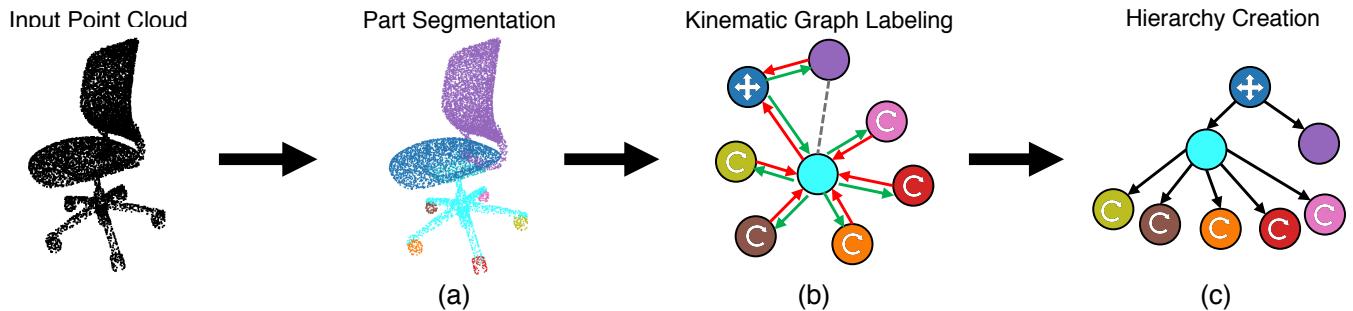 Input Point Cloud
Part Segmentation
Kinematic Graph Labeling
Hierarchy Creation
(a)
(b)
(c)